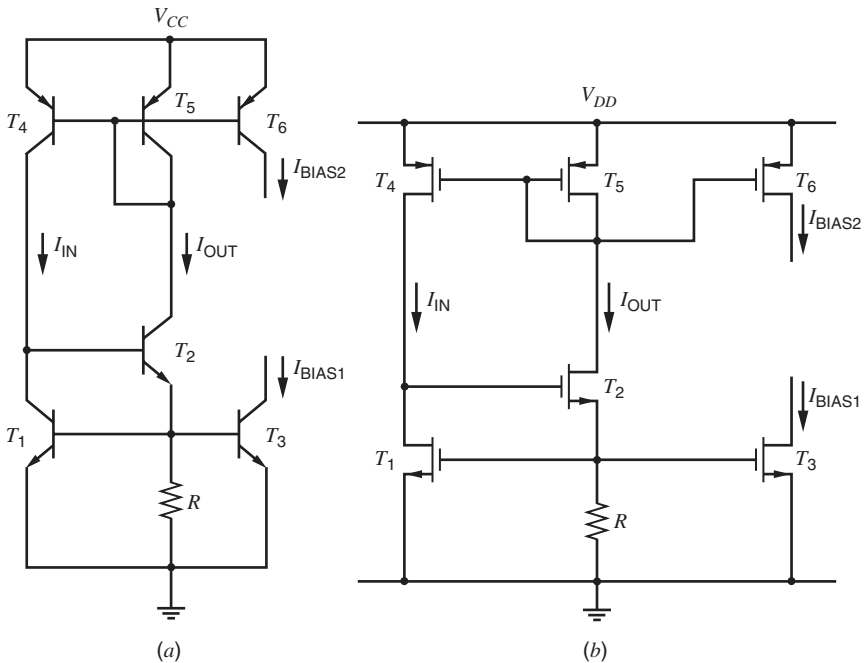 V_CC
T_4
T_5
T_6
I_BIAS2
I_IN
I_OUT
T_2
I_BIAS1
T_1
T_3
R
(a)
V_DD
T_4
T_5
T_6
I_BIAS2
I_IN
I_OUT
T_2
I_BIAS1
T_1
T_3
R
(b)